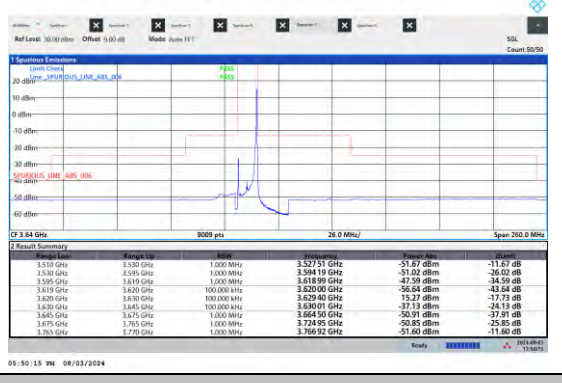 Ref Level 30.00 dBm Offset 9.00 dB Mode Auto FFT SGL
Count 50/50
1 Spurious Emissions
Limit Check PASS
Line _SPURIOUS_LINE_ABS_006 PASS
20 dBm
10 dBm
0 dBm
-10 dBm
-20 dBm
-30 dBm
SPURIOUS_LINE_ABS_006
-50 dBm
-60 dBm
CF 3.64 GHz 9009 pts 26.0 MHz/ Span 260.0 MHz
2 Result Summary
Range Low Range Up RBW Frequency Power Abs ΔLimit
3.510 GHz 3.530 GHz 1.000 MHz 3.527 51 GHz -51.67 dBm -11.67 dB
3.530 GHz 3.595 GHz 1.000 MHz 3.594 19 GHz -51.02 dBm -26.02 dB
3.595 GHz 3.619 GHz 1.000 MHz 3.618 99 GHz -47.59 dBm -34.59 dB
3.619 GHz 3.620 GHz 100.000 kHz 3.620 00 GHz -56.64 dBm -43.64 dB
3.620 GHz 3.630 GHz 100.000 kHz 3.629 40 GHz 15.27 dBm -17.73 dB
3.630 GHz 3.645 GHz 100.000 kHz 3.630 01 GHz -37.13 dBm -24.13 dB
3.645 GHz 3.675 GHz 1.000 MHz 3.664 50 GHz -50.91 dBm -37.91 dB
3.675 GHz 3.765 GHz 1.000 MHz 3.724 95 GHz -50.85 dBm -25.85 dB
3.765 GHz 3.770 GHz 1.000 MHz 3.766 92 GHz -51.60 dBm -11.60 dB
Ready
05:50:15 PM 08/03/2024